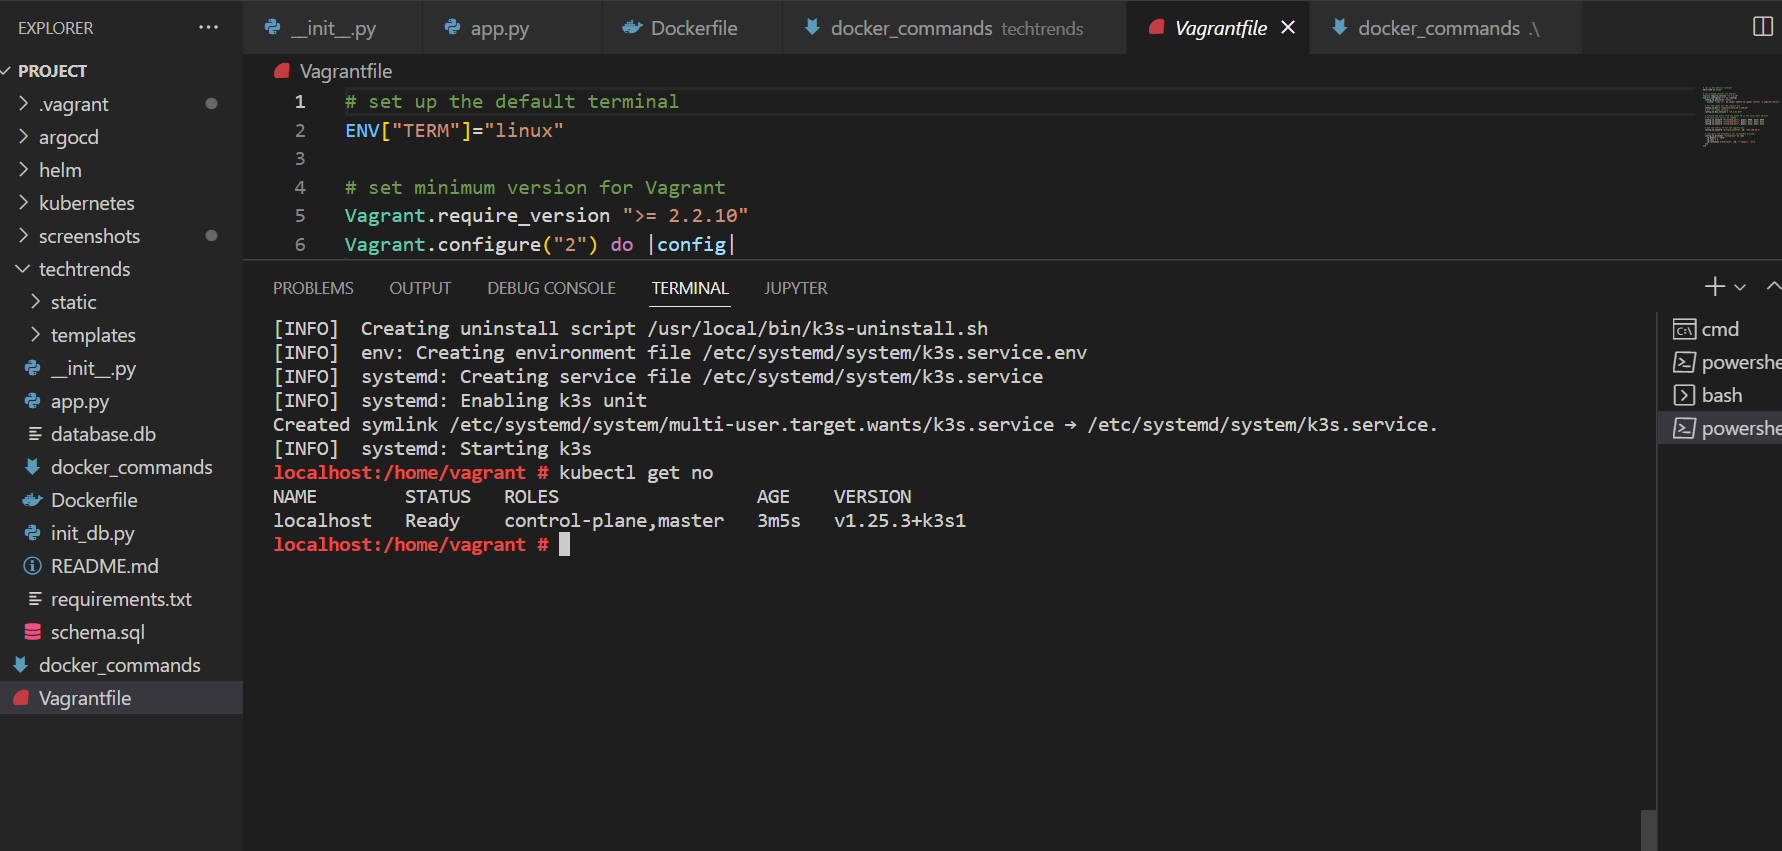 EXPLORER ···
__init__.py
app.py
Dockerfile
docker_commands techtrends
Vagrantfile
docker_commands .\
PROJECT
.vagrant
argocd
helm
kubernetes
screenshots
techtrends
static
templates
__init__.py
app.py
database.db
docker_commands
Dockerfile
init_db.py
README.md
requirements.txt
schema.sql
docker_commands
Vagrantfile
Vagrantfile
1 # set up the default terminal
2 ENV["TERM"]="linux"
3
4 # set minimum version for Vagrant
5 Vagrant.require_version ">= 2.2.10"
6 Vagrant.configure("2") do |config|
PROBLEMS OUTPUT DEBUG CONSOLE TERMINAL JUPYTER
[INFO]  Creating uninstall script /usr/local/bin/k3s-uninstall.sh
[INFO]  env: Creating environment file /etc/systemd/system/k3s.service.env
[INFO]  systemd: Creating service file /etc/systemd/system/k3s.service
[INFO]  systemd: Enabling k3s unit
Created symlink /etc/systemd/system/multi-user.target.wants/k3s.service → /etc/systemd/system/k3s.service.
[INFO]  systemd: Starting k3s
localhost:/home/vagrant # kubectl get no
NAME        STATUS   ROLES                  AGE    VERSION
localhost   Ready    control-plane,master   3m5s   v1.25.3+k3s1
localhost:/home/vagrant #
cmd
powershe
bash
powershe